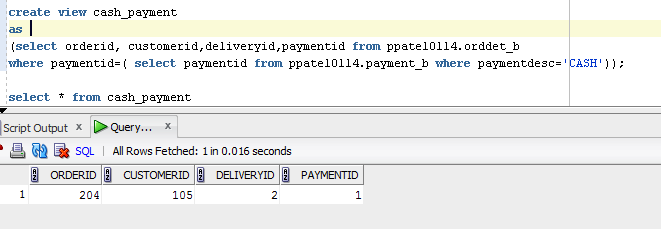 create view cash_payment
as
(select orderid, customerid,deliveryid,paymentid from ppatel0114.orddet_b
where paymentid=( select paymentid from ppatel0114.payment_b where paymentdesc='CASH'));
select * from cash_payment
Script Output x Query... x
SQL | All Rows Fetched: 1 in 0.016 seconds
ORDERID CUSTOMERID DELIVERYID PAYMENTID
1 204 105 2 1